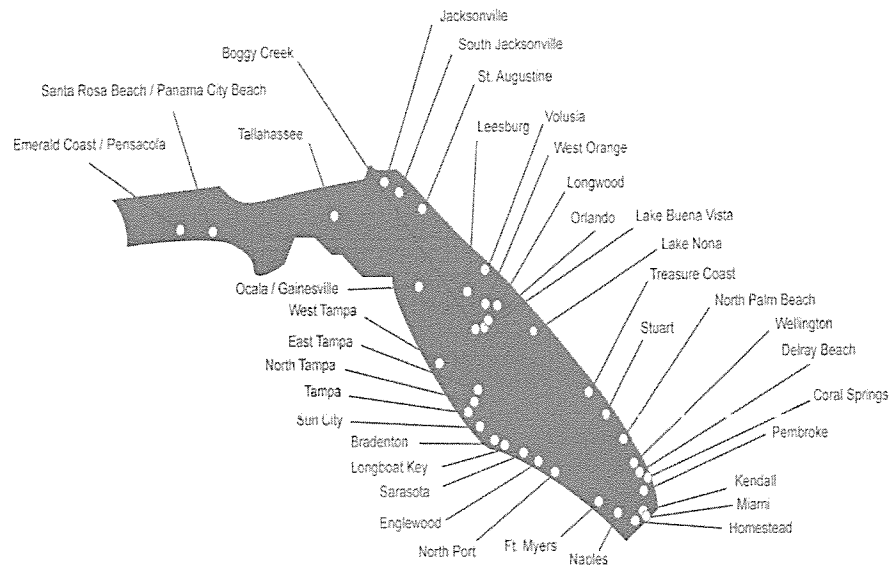 Jacksonville
South Jacksonville
Boggy Creek
St. Augustine
Santa Rosa Beach / Panama City Beach
Volusia
Leesburg
Tallahassee
Emerald Coast / Pensacola
West Orange
Longwood
Orlando
Lake Buena Vista
Lake Nona
Treasure Coast
Ocala / Gainesville
North Palm Beach
West Tampa
Wellington
Stuart
East Tampa
Delray Beach
North Tampa
Tampa
Coral Springs
Sun City
Pembroke
Bradenton
Longboat Key
Kendall
Sarasota
Miami
Englewood
Homestead
North Port
Ft. Myers
Naples